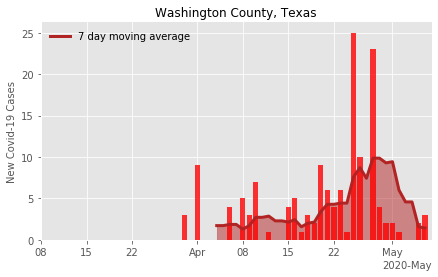 Washington County, Texas
7 day moving average
New Covid-19 Cases
25
20
15
10
5
0
08 15 22 Apr 08 15 22 May
2020-May